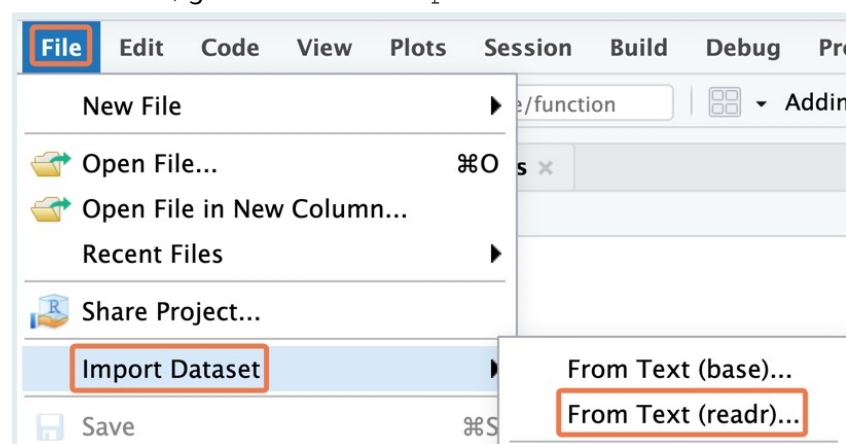 File Edit Code View Plots Session Build Debug
New File
e/function
Addin
Open File... ⌘O
s ×
Open File in New Column...
Recent Files
Share Project...
Import Dataset
From Text (base)...
From Text (readr)...
Save ⌘S